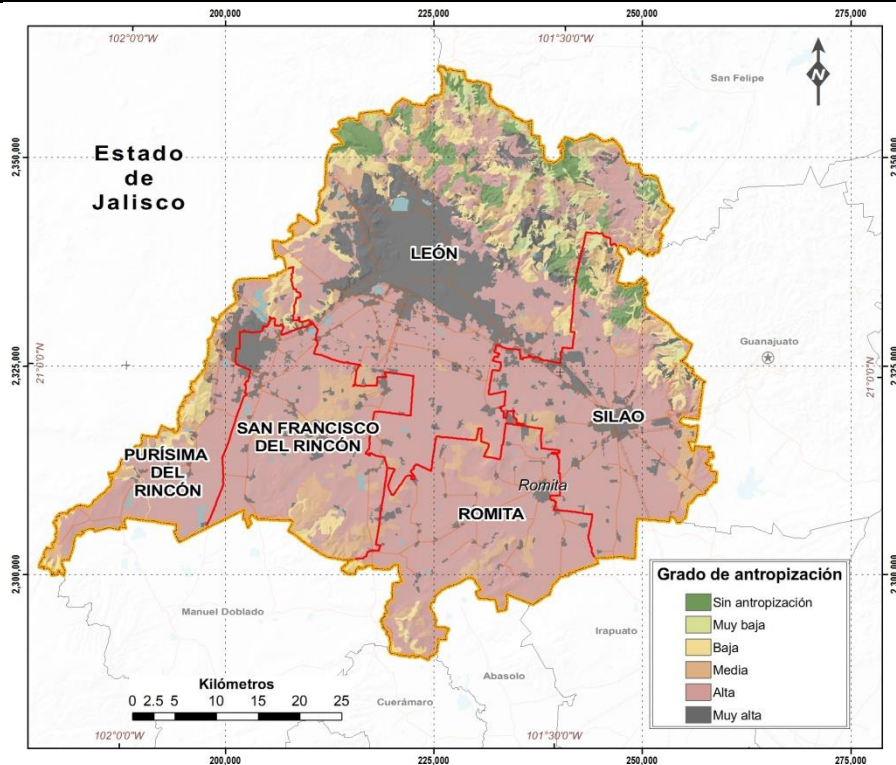 200,000
225,000
250,000
275,000
102°0'0"W
101°30'0"W
San Felipe
N
2,350,000
2,350,000
Estado
de
Jalisco
LEÓN
Guanajuato
2,325,000
2,325,000
21°0'0"N
21°0'0"N
SILAO
SAN FRANCISCO
DEL RINCÓN
PURÍSIMA
DEL
RINCÓN
Romita
ROMITA
2,300,000
2,300,000
Manuel Doblado
Irapuato
Abasolo
Cuerámaro
Grado de antropización
Sin antropización
Muy baja
Baja
Media
Alta
Muy alta
Kilómetros
0 2.5 5 10 15 20 25
102°0'0"W
101°30'0"W
200,000
225,000
250,000
275,000